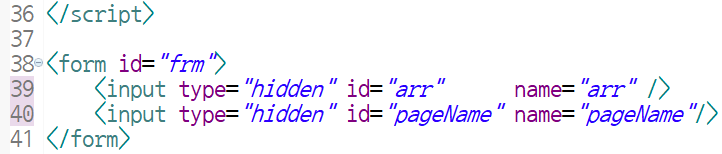 36 </script>
37
38 <form id="frm">
39     <input type="hidden" id="arr"      name="arr" />
40     <input type="hidden" id="pageName" name="pageName"/>
41 </form>